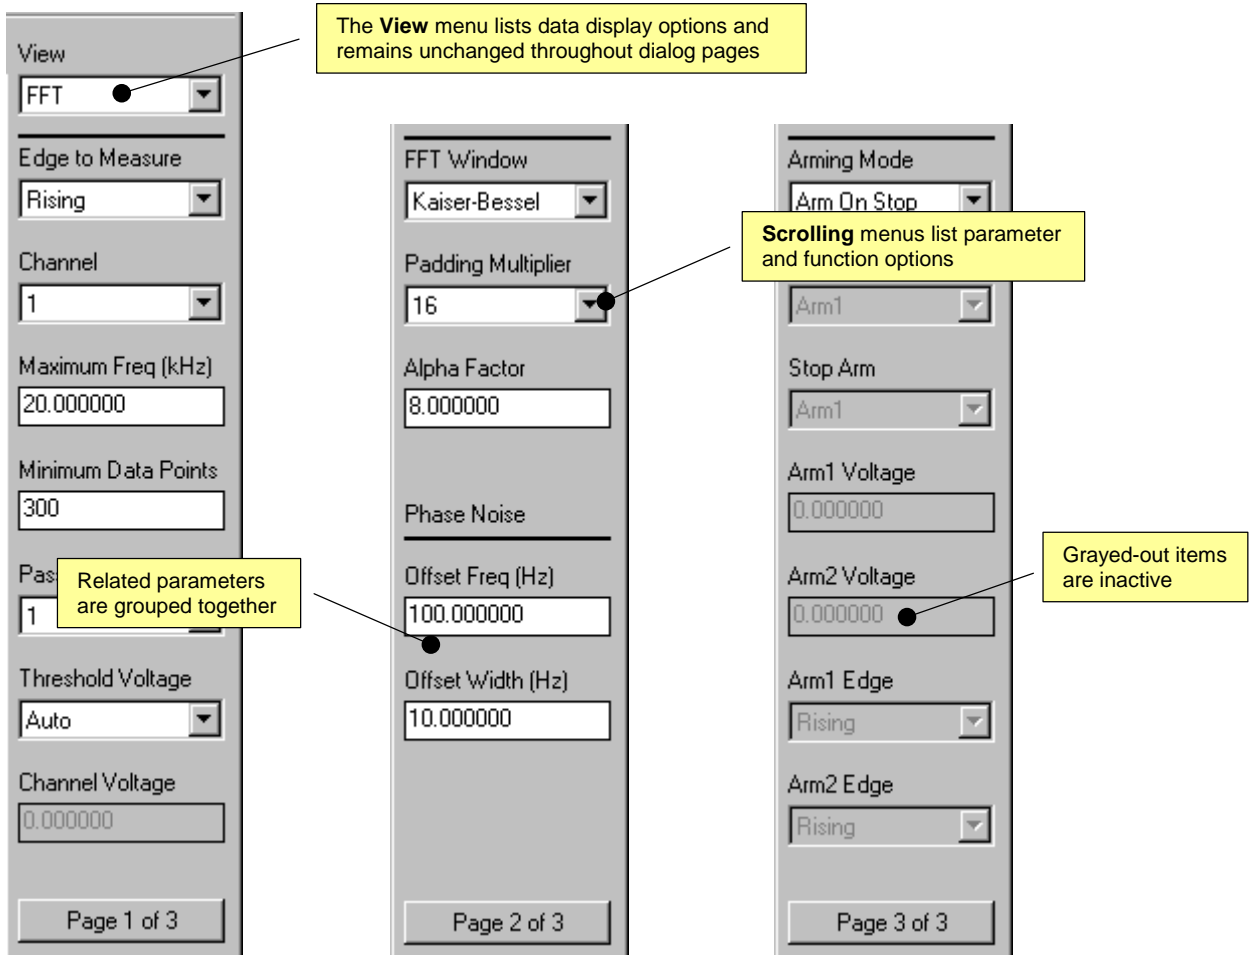 The View menu lists data display options and
remains unchanged throughout dialog pages
View
FFT
Edge to Measure
Rising
Channel
1
Maximum Freq (kHz)
20.000000
Minimum Data Points
300
Pas
1
Related parameters
are grouped together
Threshold Voltage
Auto
Channel Voltage
0.000000
Page 1 of 3
FFT Window
Kaiser-Bessel
Padding Multiplier
16
Alpha Factor
8.000000
Phase Noise
Offset Freq (Hz)
100.000000
Offset Width (Hz)
10.000000
Page 2 of 3
Arming Mode
Arm On Stop
Scrolling menus list parameter
and function options
Arm1
Stop Arm
Arm1
Arm1 Voltage
0.000000
Arm2 Voltage
0.000000
Grayed-out items
are inactive
Arm1 Edge
Rising
Arm2 Edge
Rising
Page 3 of 3